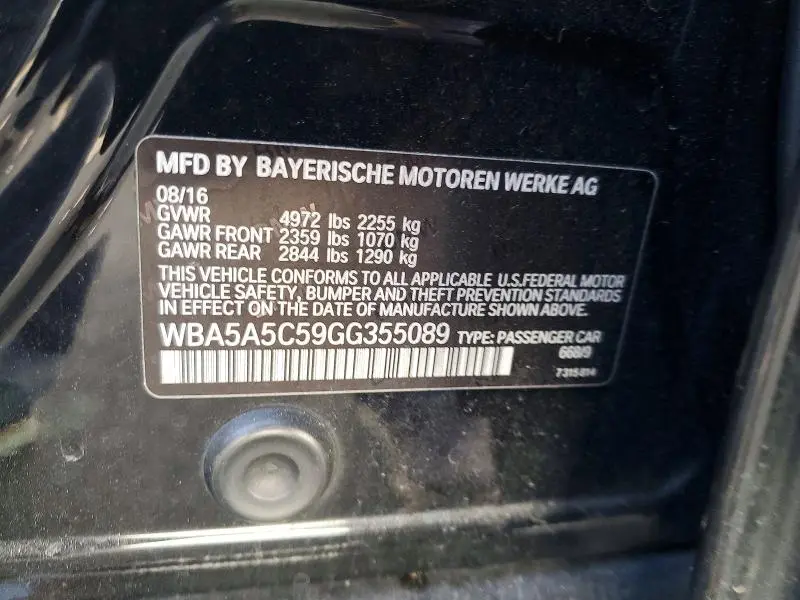 MFD BY BAYERISCHE MOTOREN WERKE AG
08/16
GVWR 4972 lbs 2255 kg
GAWR FRONT 2359 lbs 1070 kg
GAWR REAR 2844 lbs 1290 kg
THIS VEHICLE CONFORMS TO ALL APPLICABLE U.S.FEDERAL MOTOR
VEHICLE SAFETY, BUMPER AND THEFT PREVENTION STANDARDS
IN EFFECT ON THE DATE OF MANUFACTURE SHOWN ABOVE.
WBA5A5C59GG355089 TYPE: PASSENGER CAR
668/9
7315814